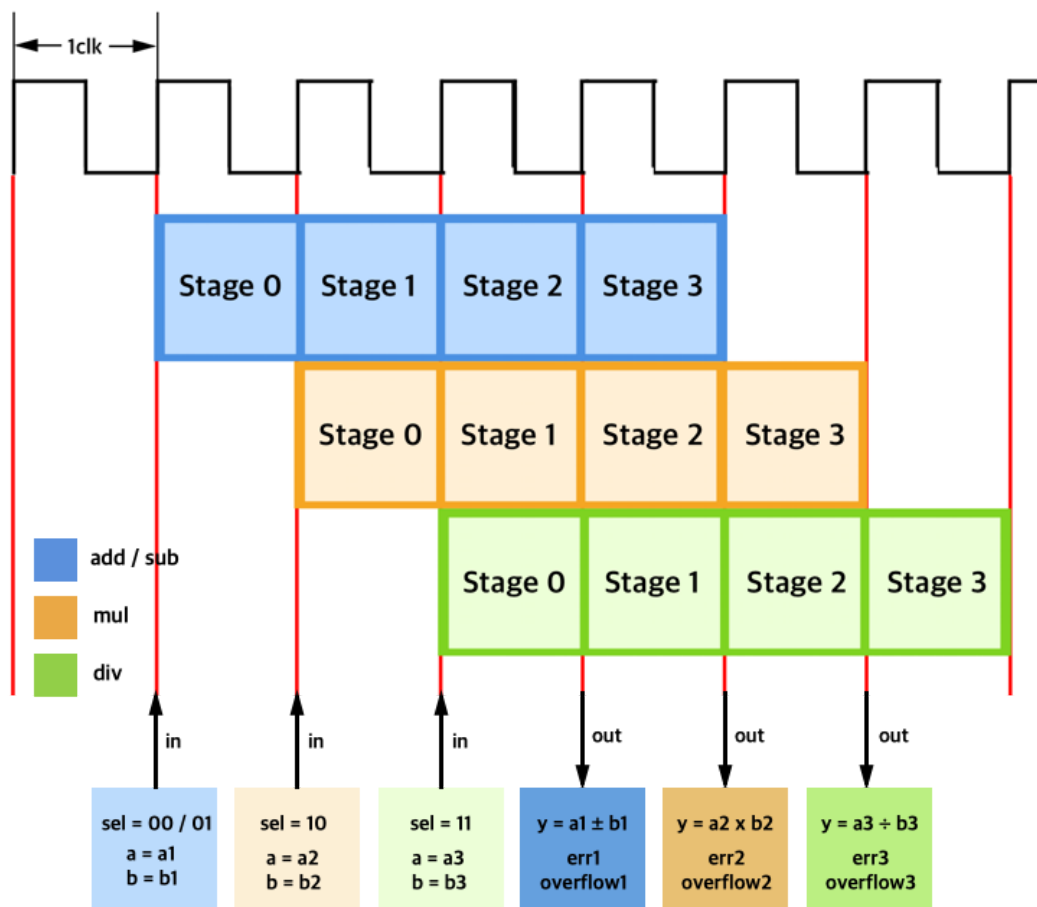 1clk
Stage 0
Stage 1
Stage 2
Stage 3
Stage 0
Stage 1
Stage 2
Stage 3
Stage 0
Stage 1
Stage 2
Stage 3
add / sub
mul
div
in
in
in
out
out
out
sel = 00 / 01
a = a1
b = b1
sel = 10
a = a2
b = b2
sel = 11
a = a3
b = b3
y = a1 ± b1
err1
overflow1
y = a2 x b2
err2
overflow2
y = a3 ÷ b3
err3
overflow3